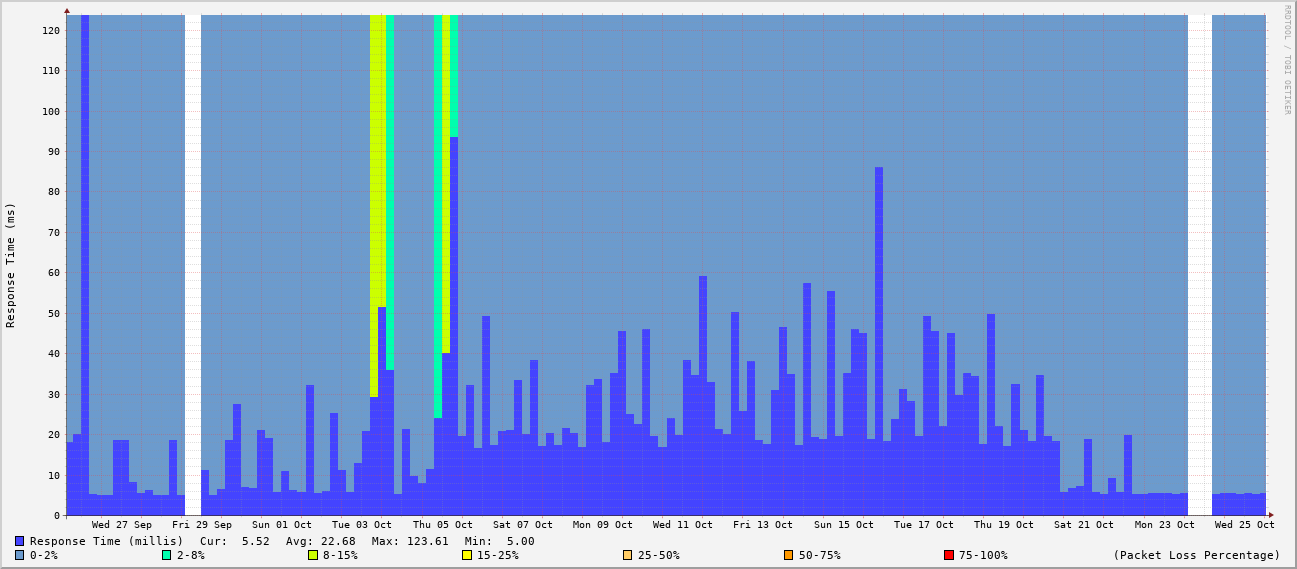 RRDTOOL / TOBI OETIKER
Response Time (ms)
120
110
100
90
80
70
60
50
40
30
20
10
0
Wed 27 Sep Fri 29 Sep Sun 01 Oct Tue 03 Oct Thu 05 Oct Sat 07 Oct Mon 09 Oct Wed 11 Oct Fri 13 Oct Sun 15 Oct Tue 17 Oct Thu 19 Oct Sat 21 Oct Mon 23 Oct Wed 25 Oct
Response Time (millis) Cur: 5.52 Avg: 22.68 Max: 123.61 Min: 5.00
0-2% 2-8% 8-15% 15-25% 25-50% 50-75% 75-100% (Packet Loss Percentage)